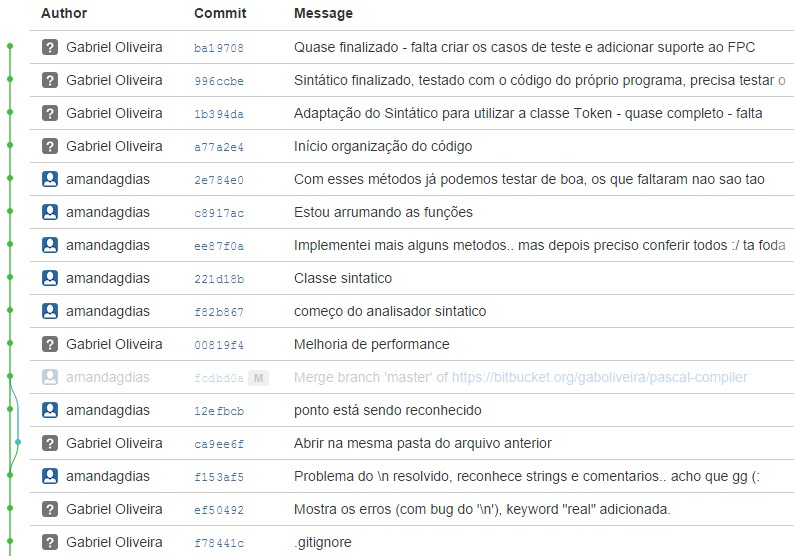 Author Commit Message
Gabriel Oliveira ba19708 Quase finalizado - falta criar os casos de teste e adicionar suporte ao FPC
Gabriel Oliveira 996ccbe Sintático finalizado, testado com o código do próprio programa, precisa testar o
Gabriel Oliveira 1b394da Adaptação do Sintático para utilizar a classe Token - quase completo - falta
Gabriel Oliveira a77a2e4 Início organização do código
amandagdias 2e784e0 Com esses métodos já podemos testar de boa, os que faltaram nao sao tao
amandagdias c8917ac Estou arrumando as funções
amandagdias ee87f0a Implementei mais alguns metodos.. mas depois preciso conferir todos :/ ta foda
amandagdias 221d18b Classe sintatico
amandagdias f82b867 começo do analisador sintatico
Gabriel Oliveira 00819f4 Melhoria de performance
amandagdias fcdbd0a M Merge branch 'master' of https://bitbucket.org/gaboliveira/pascal-compiler
amandagdias 12efbcb ponto está sendo reconhecido
Gabriel Oliveira ca9ee6f Abrir na mesma pasta do arquivo anterior
amandagdias f153af5 Problema do \n resolvido, reconhece strings e comentarios.. acho que gg (:
Gabriel Oliveira ef50492 Mostra os erros (com bug do '\n'), keyword "real" adicionada.
Gabriel Oliveira f78441c .gitignore